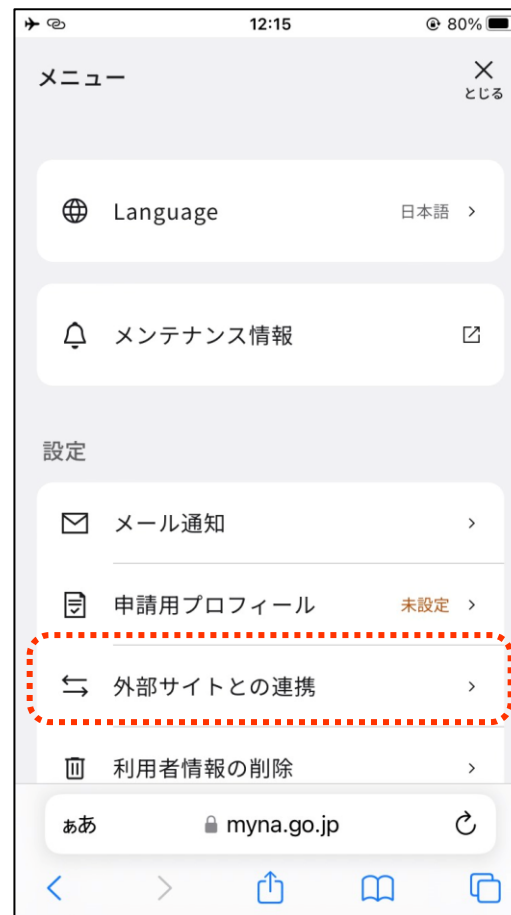 12:15
80%
メニュー
とじる
Language
日本語
メンテナンス情報
設定
メール通知
申請用プロフィール
未設定
外部サイトとの連携
利用者情報の削除
ぁあ
myna.go.jp